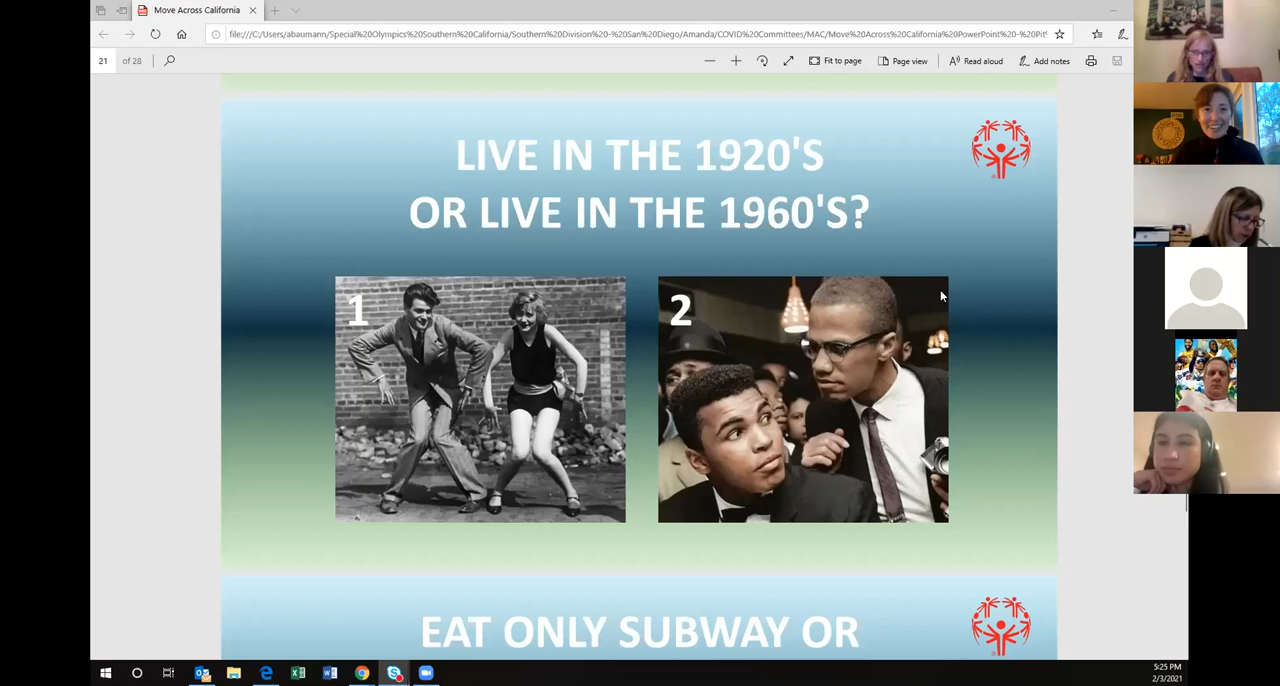 Move Across California
file:///C:/Users/abaumann/Special%20Olympics%20Southern%20California/Southern%20Division%20-%20San%20Diego/Amanda/COVID%20Committees/MAC/Move%20Across%20California%20PowerPoint%20-%20Pit
21 of 28
Fit to page
Page view
Read aloud
Add notes
LIVE IN THE 1920'S
OR LIVE IN THE 1960'S?
1
2
EAT ONLY SUBWAY OR
5:25 PM
2/3/2021